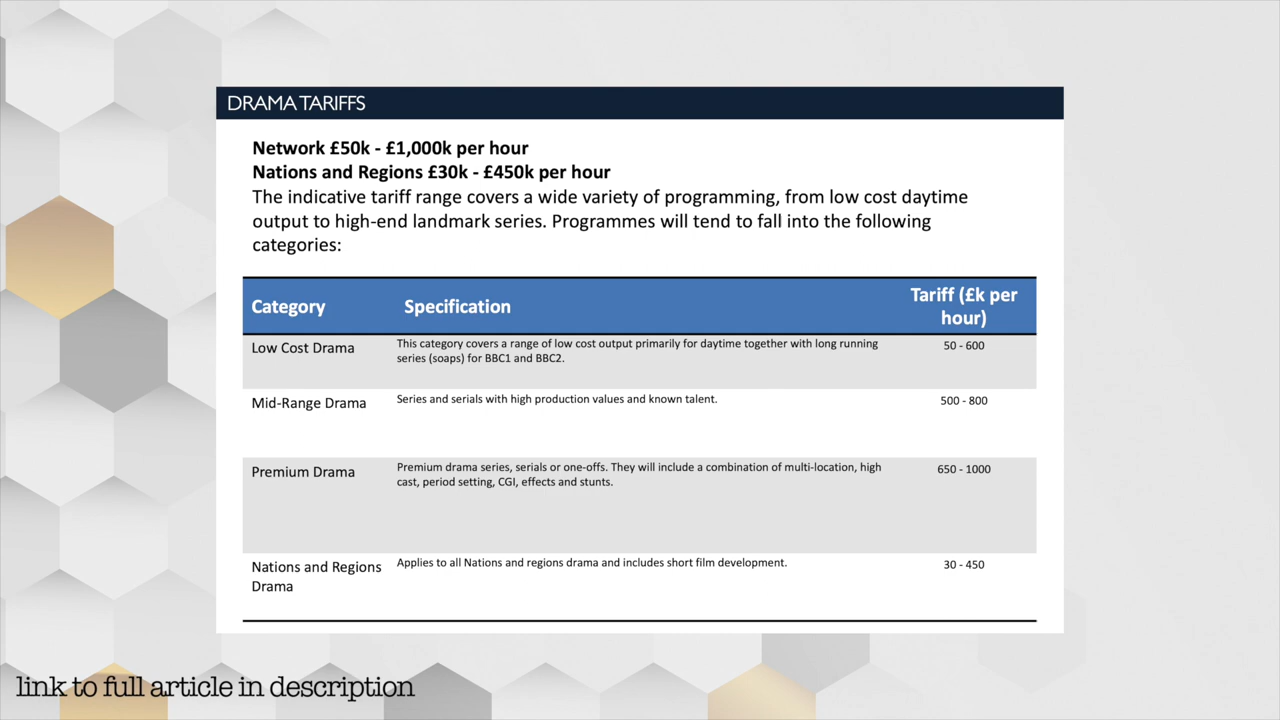 DRAMA TARIFFS
Network £50k - £1,000k per hour
Nations and Regions £30k - £450k per hour
The indicative tariff range covers a wide variety of programming, from low cost daytime
output to high-end landmark series. Programmes will tend to fall into the following
categories:
Category
Specification
Tariff (£k per
hour)
Low Cost Drama
This category covers a range of low cost output primarily for daytime together with long running
series (soaps) for BBC1 and BBC2.
50 - 600
Mid-Range Drama
Series and serials with high production values and known talent.
500 - 800
Premium Drama
Premium drama series, serials or one-offs. They will include a combination of multi-location, high
cast, period setting, CGI, effects and stunts.
650 - 1000
Nations and Regions
Drama
Applies to all Nations and regions drama and includes short film development.
30 - 450
link to full article in description